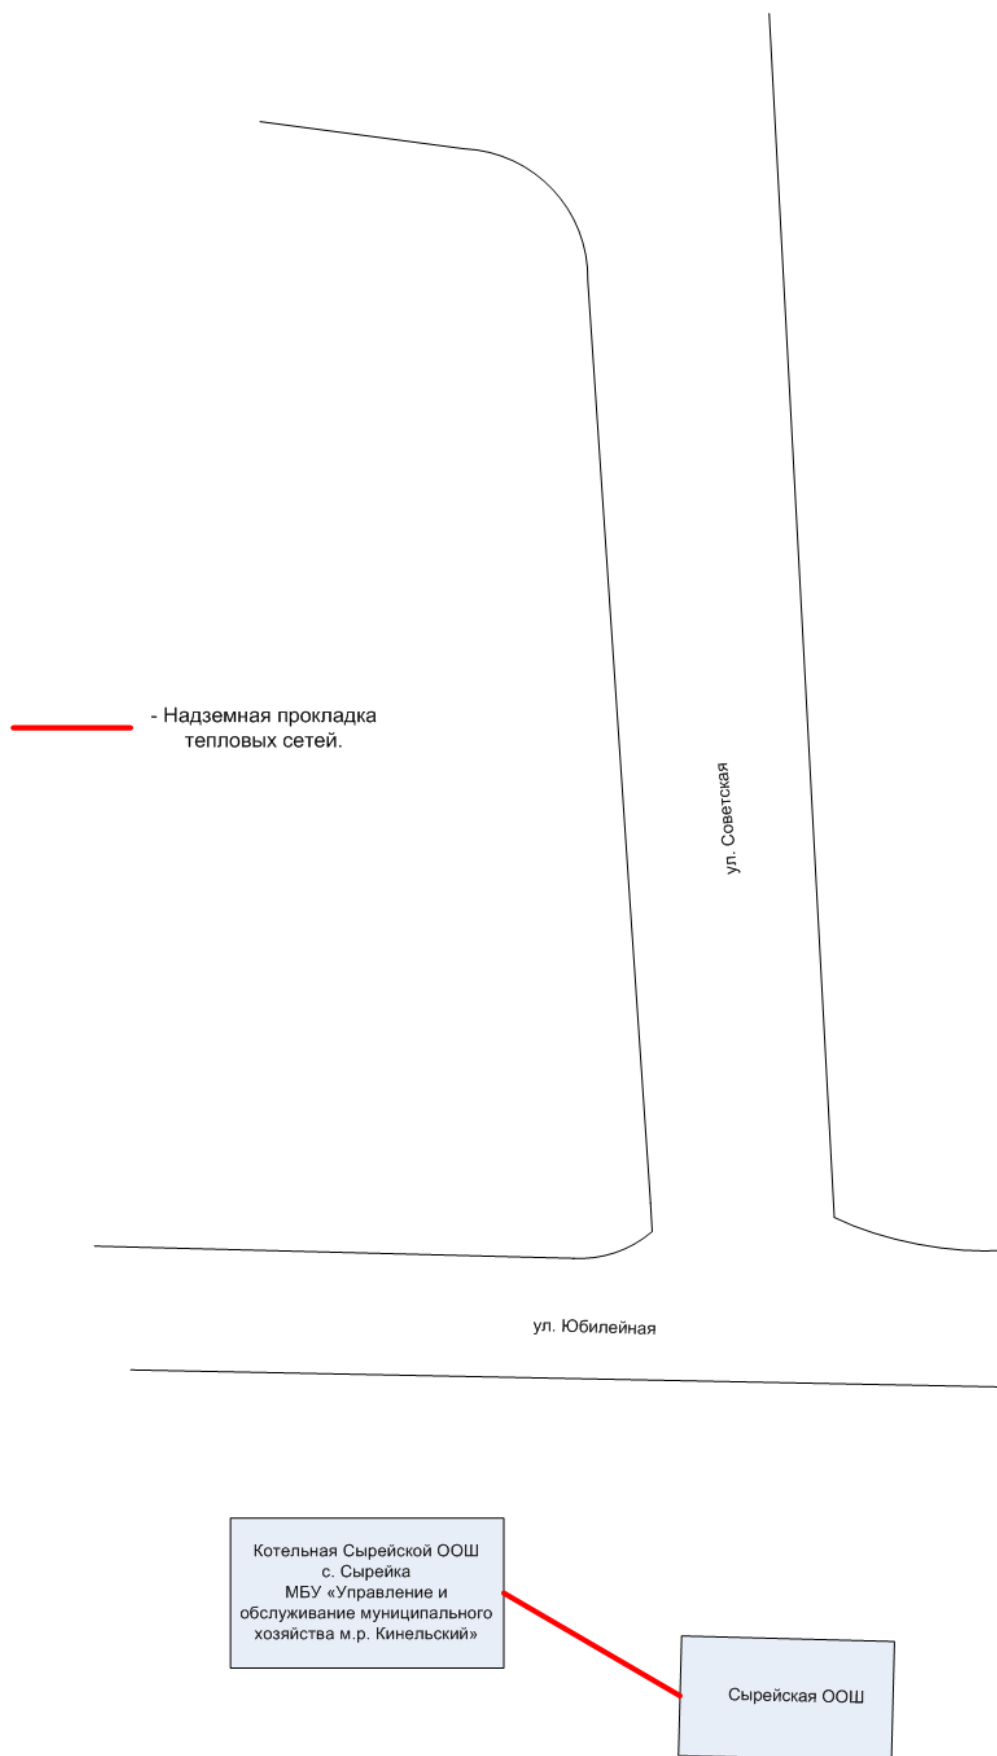 - Надземная прокладка
тепловых сетей.
ул. Советская
ул. Юбилейная
Котельная Сырейской ООШ
с. Сырейка
МБУ «Управление и
обслуживание муниципального
хозяйства м.р. Кинельский»
Сырейская ООШ